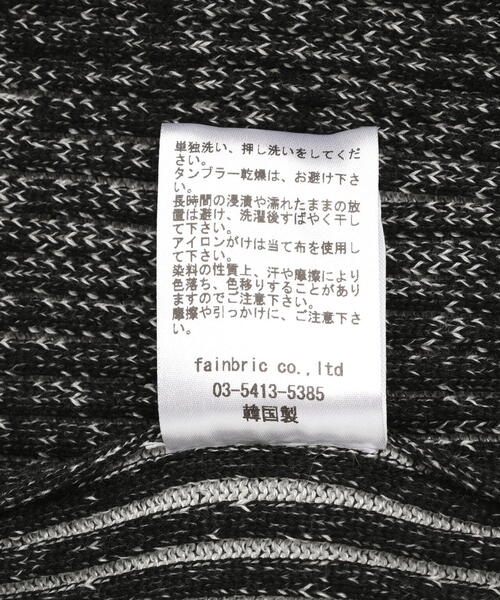 単独洗い、押し洗いをしてくだ
さい。
タンブラー乾燥は、お避け下さ
い。
長時間の浸漬や濡れたままの放
置は避け、洗濯後すばやく干し
て下さい。
アイロンがけは当て布を使用し
て下さい。
染料の性質上、汗や摩擦により
色落ち、色移りすることがあり
ますのでご注意下さい。
摩擦や引っかけに、ご注意下さ
い。
fainbric co.,ltd
03-5413-5385
韓国製